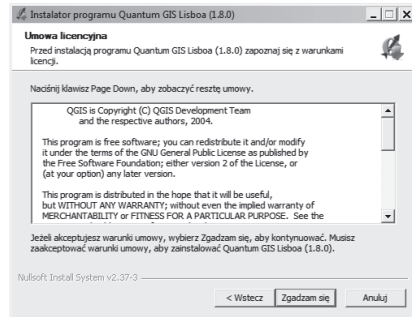 Instalator programu Quantum GIS Lisboa (1.8.0)
Umowa licencyjna
Przed instalacją programu Quantum GIS Lisboa (1.8.0) zapoznaj się z warunkami
licencji.
Naciśnij klawisz Page Down, aby zobaczyć resztę umowy.
QGIS is Copyright (C) QGIS Development Team
and the respective authors, 2004.
This program is free software; you can redistribute it and/or modify
it under the terms of the GNU General Public License as published by
the Free Software Foundation; either version 2 of the License, or
(at your option) any later version.
This program is distributed in the hope that it will be useful,
but WITHOUT ANY WARRANTY; without even the implied warranty of
MERCHANTABILITY or FITNESS FOR A PARTICULAR PURPOSE. See the
Jeżeli akceptujesz warunki umowy, wybierz Zgadzam się, aby kontynuować. Musisz
zaakceptować warunki umowy, aby zainstalować Quantum GIS Lisboa (1.8.0).
Nullsoft Install System v2.37-3
< Wstecz Zgadzam się Anuluj